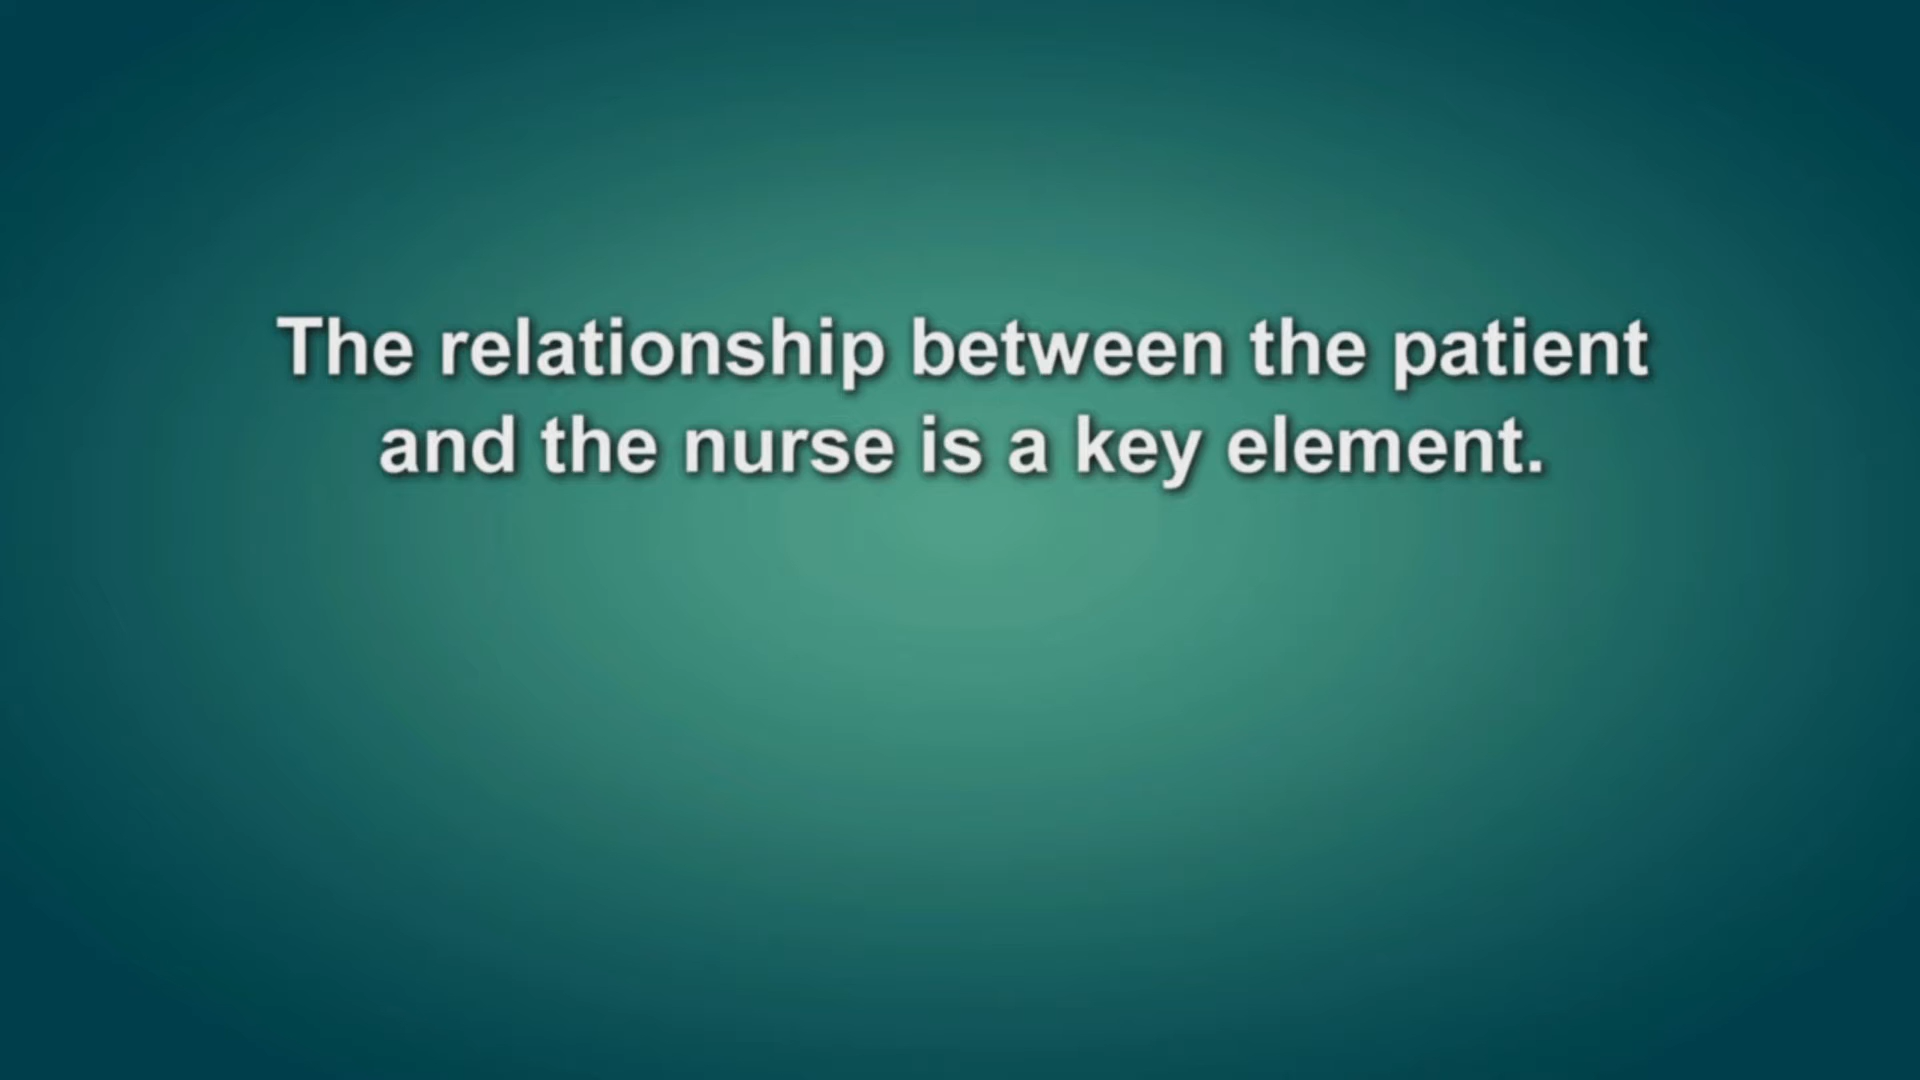 The relationship between the patient
and the nurse is a key element.